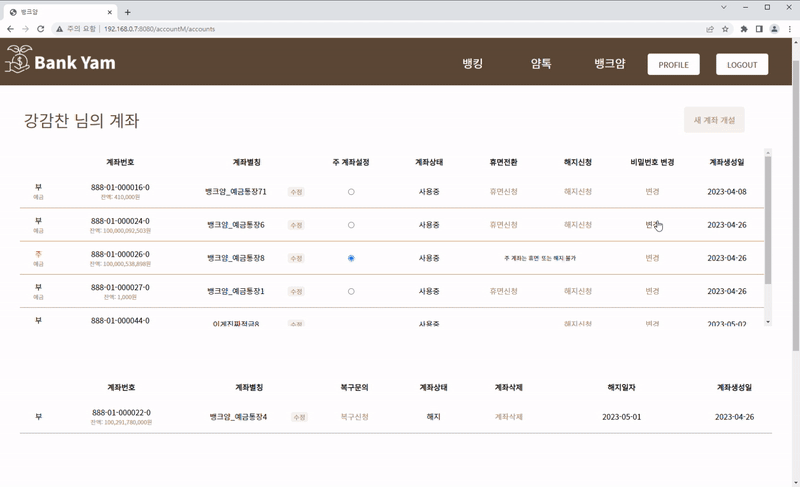 뱅크얌
주의 요함 | 192.168.0.7:8080/accountM/accounts
Bank Yam 뱅킹 얌톡 뱅크얌 PROFILE LOGOUT
강감찬 님의 계좌 새 계좌 개설
계좌번호 계좌별칭 주 계좌설정 계좌상태 휴면전환 해지신청 비밀번호 변경 계좌생성일
부 888-01-000016-0 뱅크얌_예금통장71 수정 사용중 휴면신청 해지신청 변경 2023-04-08
예금 잔액: 410,000원
부 888-01-000024-0 뱅크얌_예금통장6 수정 사용중 휴면신청 해지신청 변경 2023-04-26
예금 잔액: 100,000,093,503원
주 888-01-000026-0 뱅크얌_예금통장8 수정 사용중 주 계좌는 휴면 또는 해지 불가 변경 2023-04-26
예금 잔액: 100,000,538,898원
부 888-01-000027-0 뱅크얌_예금통장1 수정 사용중 휴면신청 해지신청 변경 2023-04-26
예금 잔액: 1,000원
부 888-01-000044-0 이계진짜적금8 수정 사용중 해지신청 변경 2023-05-02
계좌번호 계좌별칭 복구문의 계좌상태 계좌삭제 해지일자 계좌생성일
부 888-01-000022-0 뱅크얌_예금통장4 수정 복구신청 해지 계좌삭제 2023-05-01 2023-04-26
잔액: 100,291,780,000원